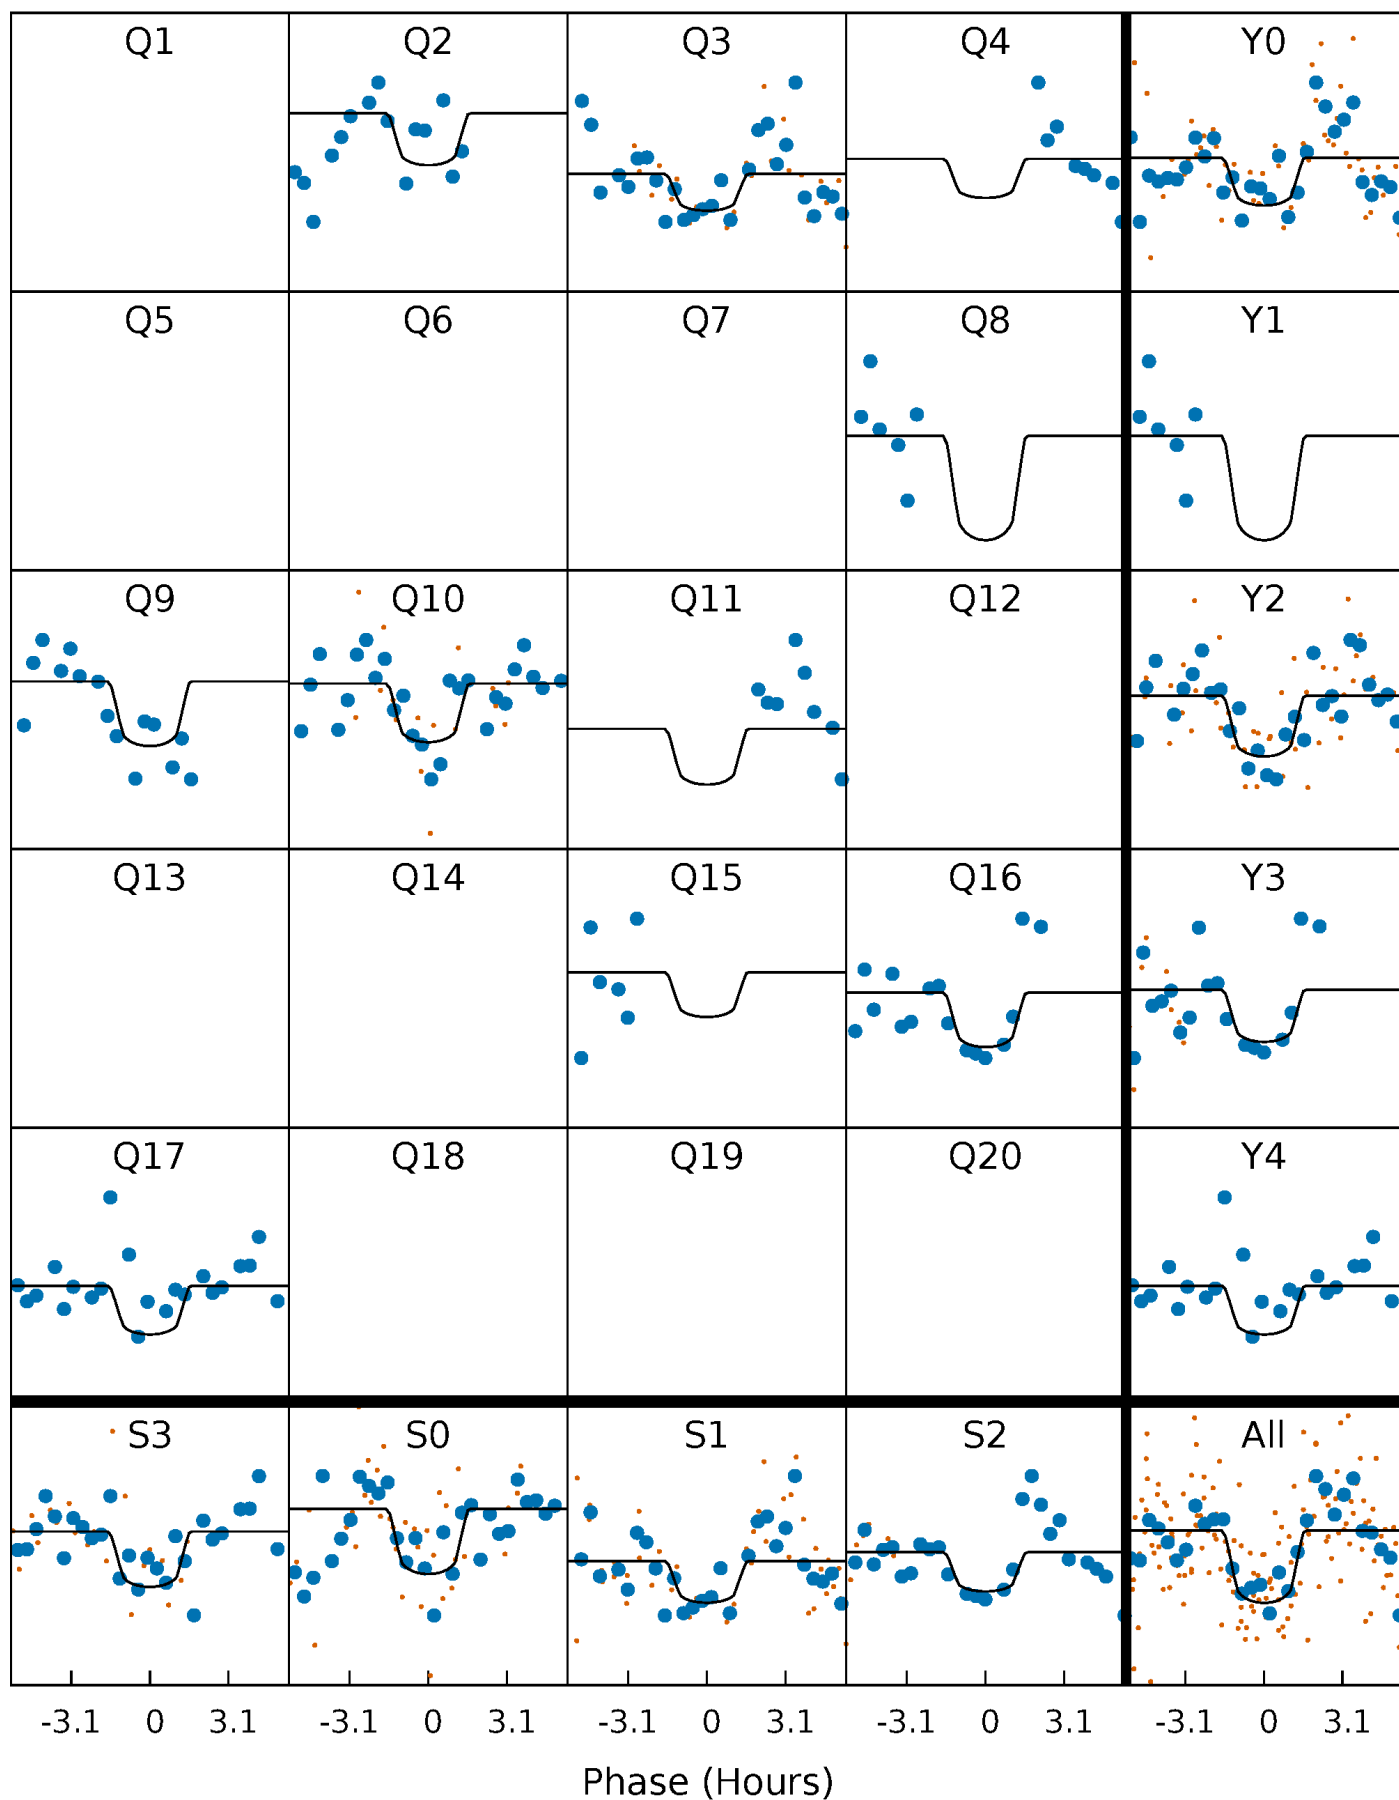 Q1 Q2 Q3 Q4 Y0
Q5 Q6 Q7 Q8 Y1
Q9 Q10 Q11 Q12 Y2
Q13 Q14 Q15 Q16 Y3
Q17 Q18 Q19 Q20 Y4
S3 S0 S1 S2 All
-3.1 0 3.1 -3.1 0 3.1 -3.1 0 3.1 -3.1 0 3.1 -3.1 0 3.1
Phase (Hours)